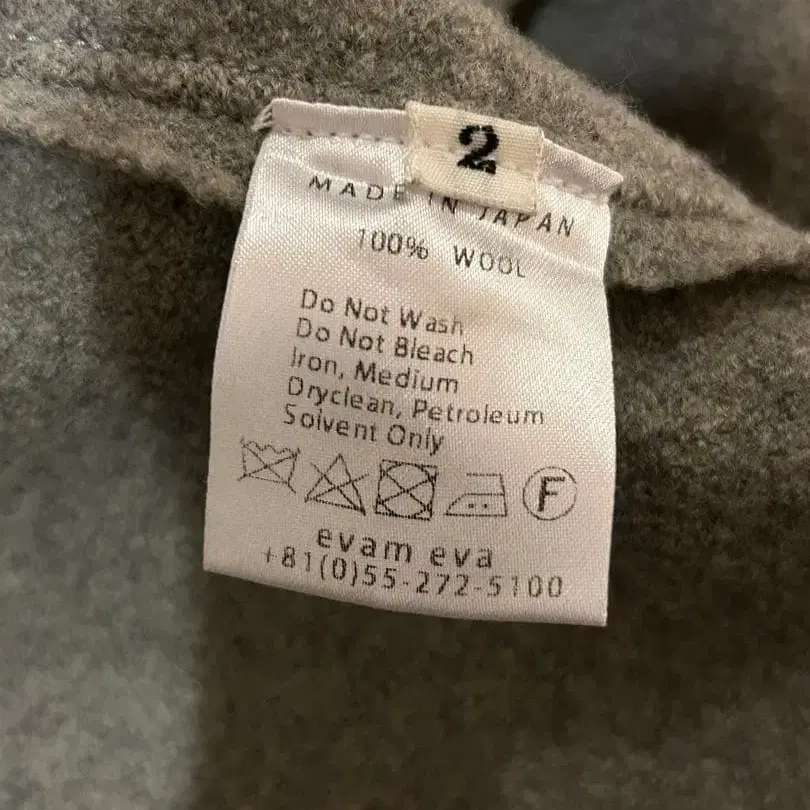 2
MADE IN JAPAN
100% WOOL
Do Not Wash
Do Not Bleach
Iron, Medium
Dryclean, Petroleum
Solvent Only
F
evam eva
+81(0)55-272-5100